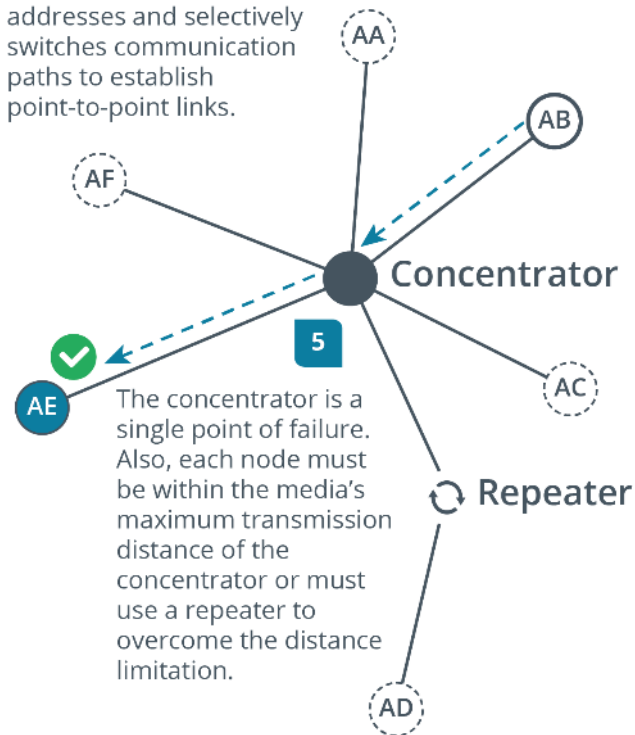 addresses and selectively
switches communication
paths to establish
point-to-point links.
AA
AB
AF
Concentrator
5
AE
AC
The concentrator is a
single point of failure.
Also, each node must
be within the media’s
maximum transmission
distance of the
concentrator or must
use a repeater to
overcome the distance
limitation.
Repeater
AD